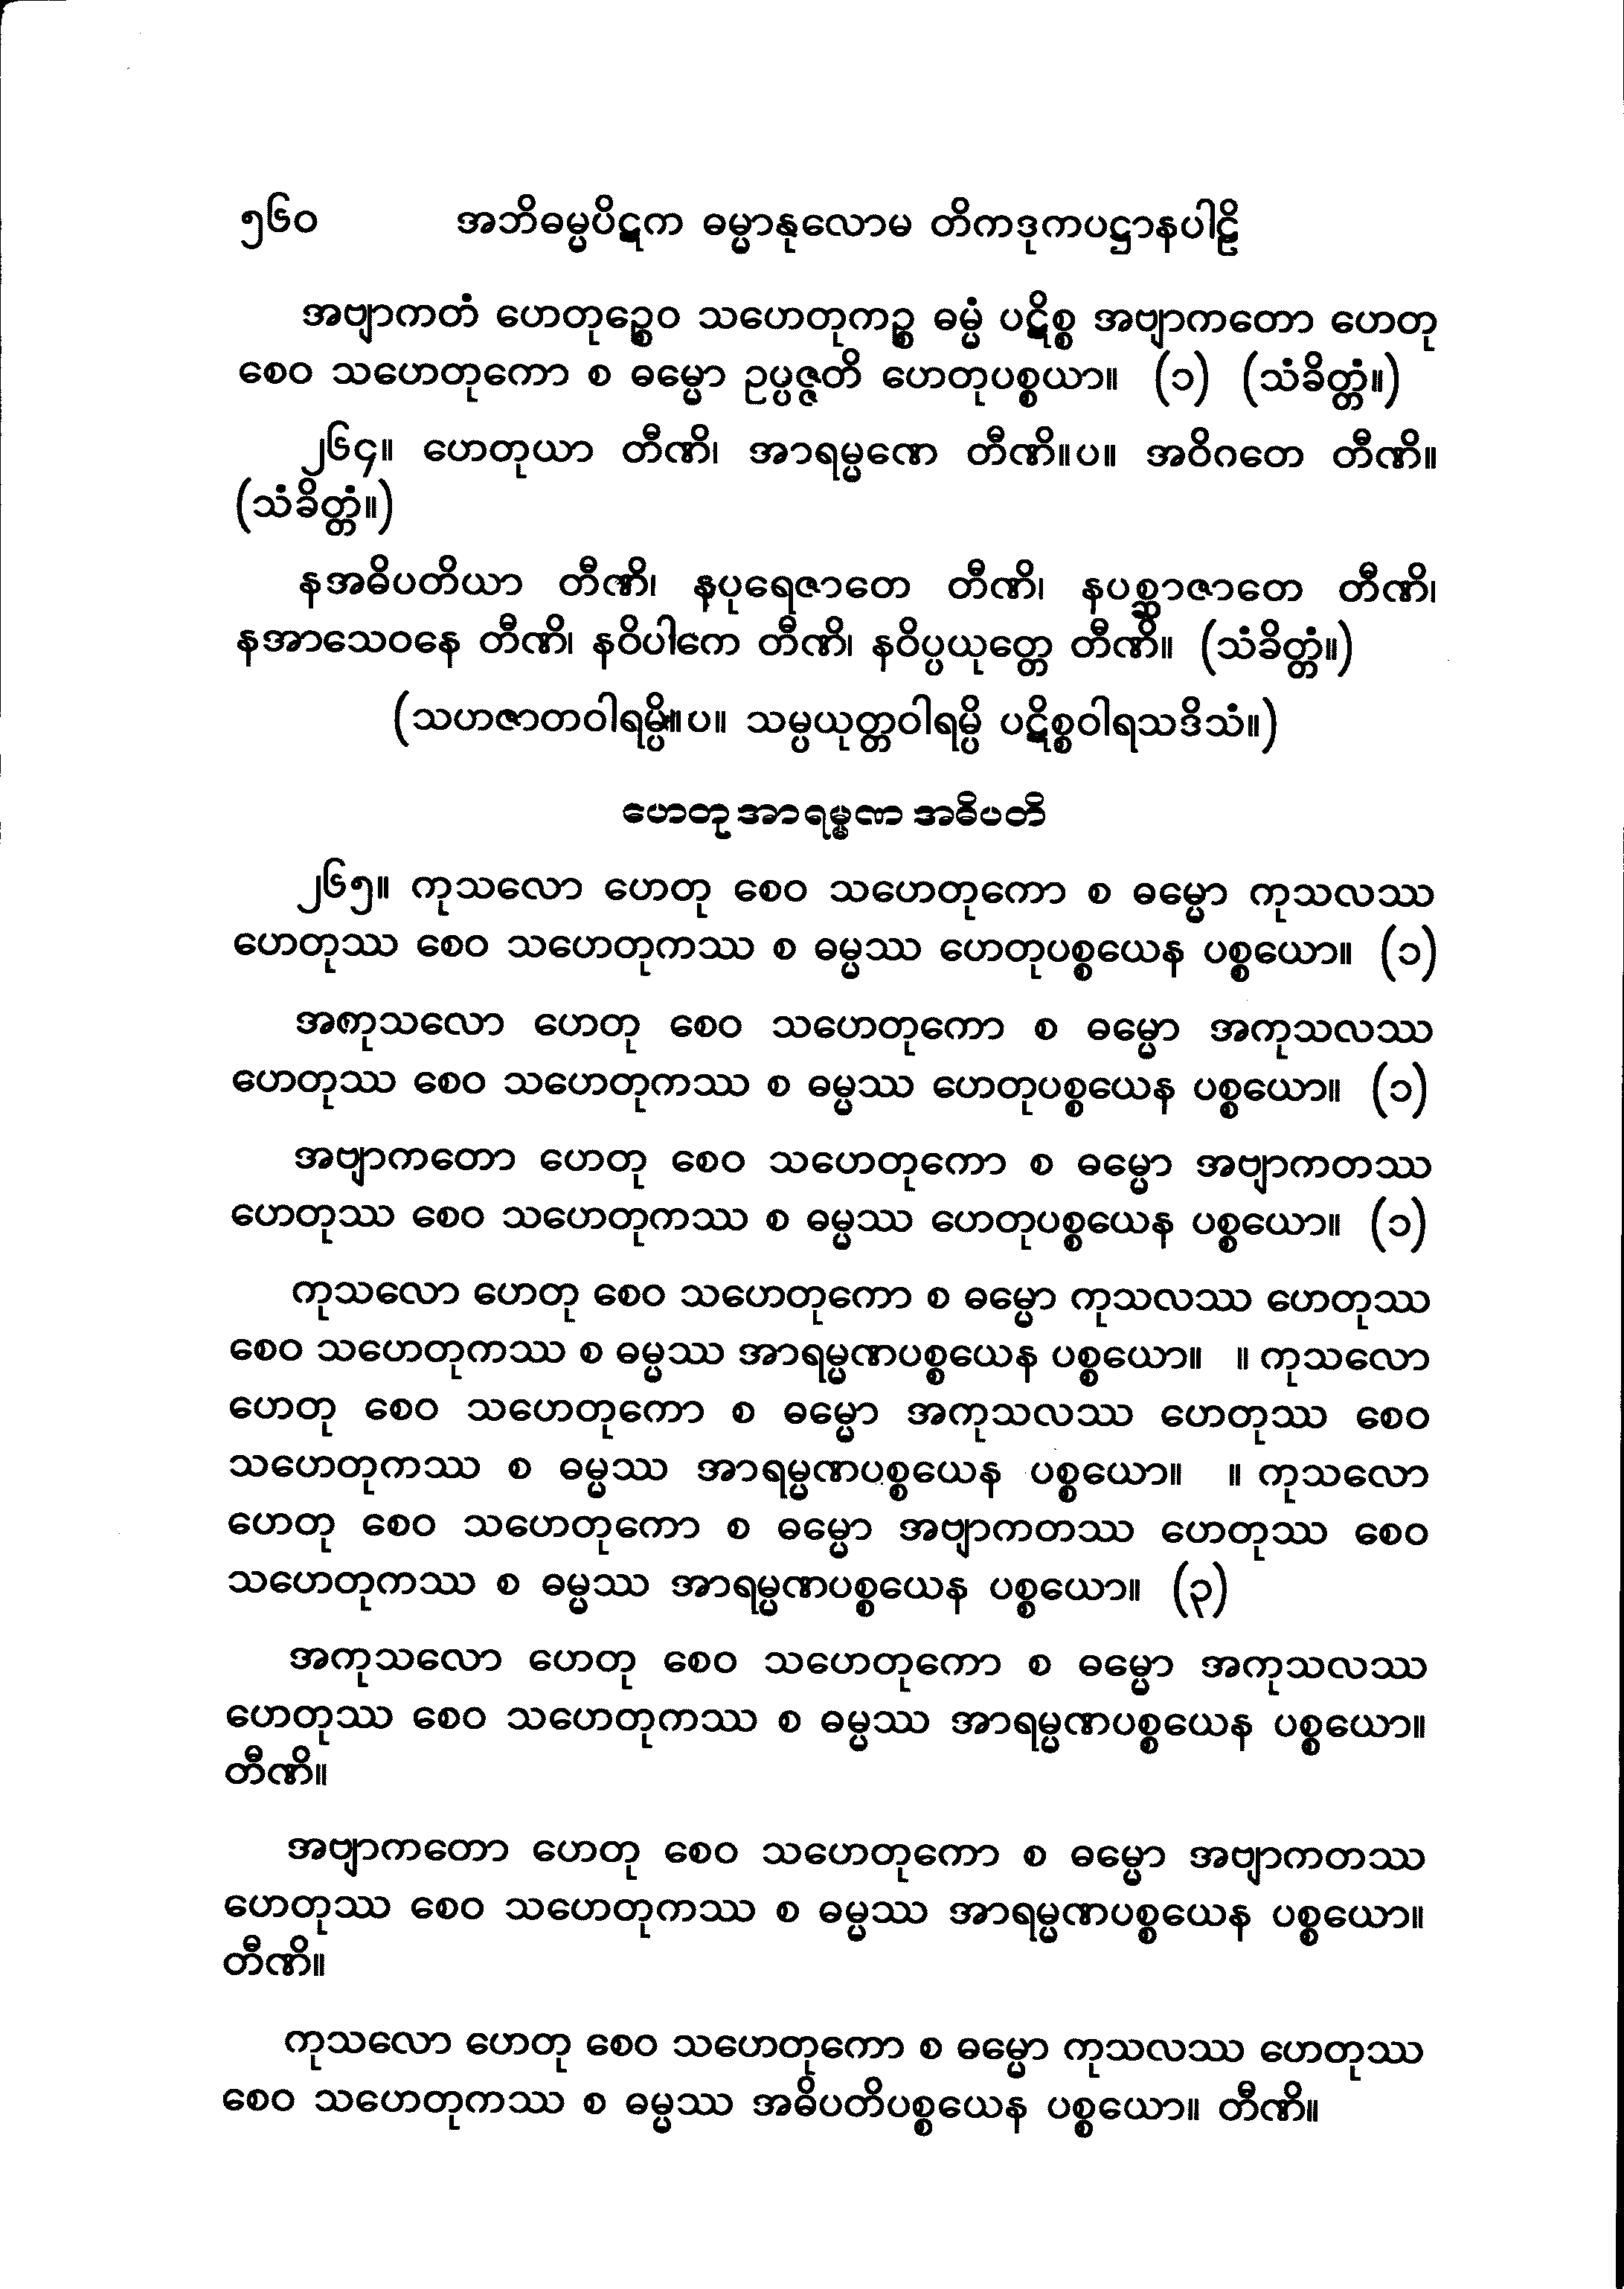 ၅၆၀ အဘိဓမ္မပိဋက ဓမ္မာနုလောမ တိကဒုကပဋ္ဌာနပါဠိ
အဗျာကတံ ဟေတုဉ္စေဝ သဟေတုကဉ္စ ဓမ္မံ ပဋိစ္စ အဗျာကတော ဟေတု
စေဝ သဟေတုကော စ ဓမ္မော ဥပ္ပဇ္ဇတိ ဟေတုပစ္စယာ။ (၁) (သံခိတ္တံ။)
၂၆၄။ ဟေတုယာ တီဏိ၊ အာရမ္မဏေ တီဏိ။ပ။ အဝိဂတေ တီဏိ။
(သံခိတ္တံ။)
နအဓိပတိယာ တီဏိ၊ နပုရေဇာတေ တီဏိ၊ နပစ္ဆာဇာတေ တီဏိ၊
နအာသေဝနေ တီဏိ၊ နဝိပါကေ တီဏိ၊ နဝိပ္ပယုတ္တေ တီဏိ။ (သံခိတ္တံ။)
(သဟဇာတဝါရမ္ပိ။ပ။ သမ္ပယုတ္တဝါရမ္ပိ ပဋိစ္စဝါရသဒိသံ။)
ဟေတု အာရမ္မဏ အဓိပတိ
၂၆၅။ ကုသလော ဟေတု စေဝ သဟေတုကော စ ဓမ္မော ကုသလဿ
ဟေတုဿ စေဝ သဟေတုကဿ စ ဓမ္မဿ ဟေတုပစ္စယေန ပစ္စယော။ (၁)
အကုသလော ဟေတု စေဝ သဟေတုကော စ ဓမ္မော အကုသလဿ
ဟေတုဿ စေဝ သဟေတုကဿ စ ဓမ္မဿ ဟေတုပစ္စယေန ပစ္စယော။ (၁)
အဗျာကတော ဟေတု စေဝ သဟေတုကော စ ဓမ္မော အဗျာကတဿ
ဟေတုဿ စေဝ သဟေတုကဿ စ ဓမ္မဿ ဟေတုပစ္စယေန ပစ္စယော။ (၁)
ကုသလော ဟေတု စေဝ သဟေတုကော စ ဓမ္မော ကုသလဿ ဟေတုဿ
စေဝ သဟေတုကဿ စ ဓမ္မဿ အာရမ္မဏပစ္စယေန ပစ္စယော။ ။ ကုသလော
ဟေတု စေဝ သဟေတုကော စ ဓမ္မော အကုသလဿ ဟေတုဿ စေဝ
သဟေတုကဿ စ ဓမ္မဿ အာရမ္မဏပစ္စယေန ပစ္စယော။ ။ ကုသလော
ဟေတု စေဝ သဟေတုကော စ ဓမ္မော အဗျာကတဿ ဟေတုဿ စေဝ
သဟေတုကဿ စ ဓမ္မဿ အာရမ္မဏပစ္စယေန ပစ္စယော။ (၃)
အကုသလော ဟေတု စေဝ သဟေတုကော စ ဓမ္မော အကုသလဿ
ဟေတုဿ စေဝ သဟေတုကဿ စ ဓမ္မဿ အာရမ္မဏပစ္စယေန ပစ္စယော။
တီဏိ။
အဗျာကတော ဟေတု စေဝ သဟေတုကော စ ဓမ္မော အဗျာကတဿ
ဟေတုဿ စေဝ သဟေတုကဿ စ ဓမ္မဿ အာရမ္မဏပစ္စယေန ပစ္စယော။
တီဏိ။
ကုသလော ဟေတု စေဝ သဟေတုကော စ ဓမ္မော ကုသလဿ ဟေတုဿ
စေဝ သဟေတုကဿ စ ဓမ္မဿ အဓိပတိပစ္စယေန ပစ္စယော။ တီဏိ။